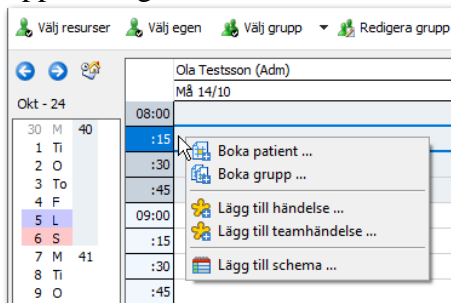 Välj resurser Välj egen Välj grupp Redigera grupp
Ola Testsson (Adm)
Må 14/10
Okt - 24
08:00
30 M 40
:15
1 Ti
Boka patient ...
2 O
:30
Boka grupp ...
3 To
:45
4 F
Lägg till händelse ...
5 L
09:00
Lägg till teamhändelse ...
6 S
:15
7 M 41
:30
Lägg till schema ...
8 Ti
9 O
:45